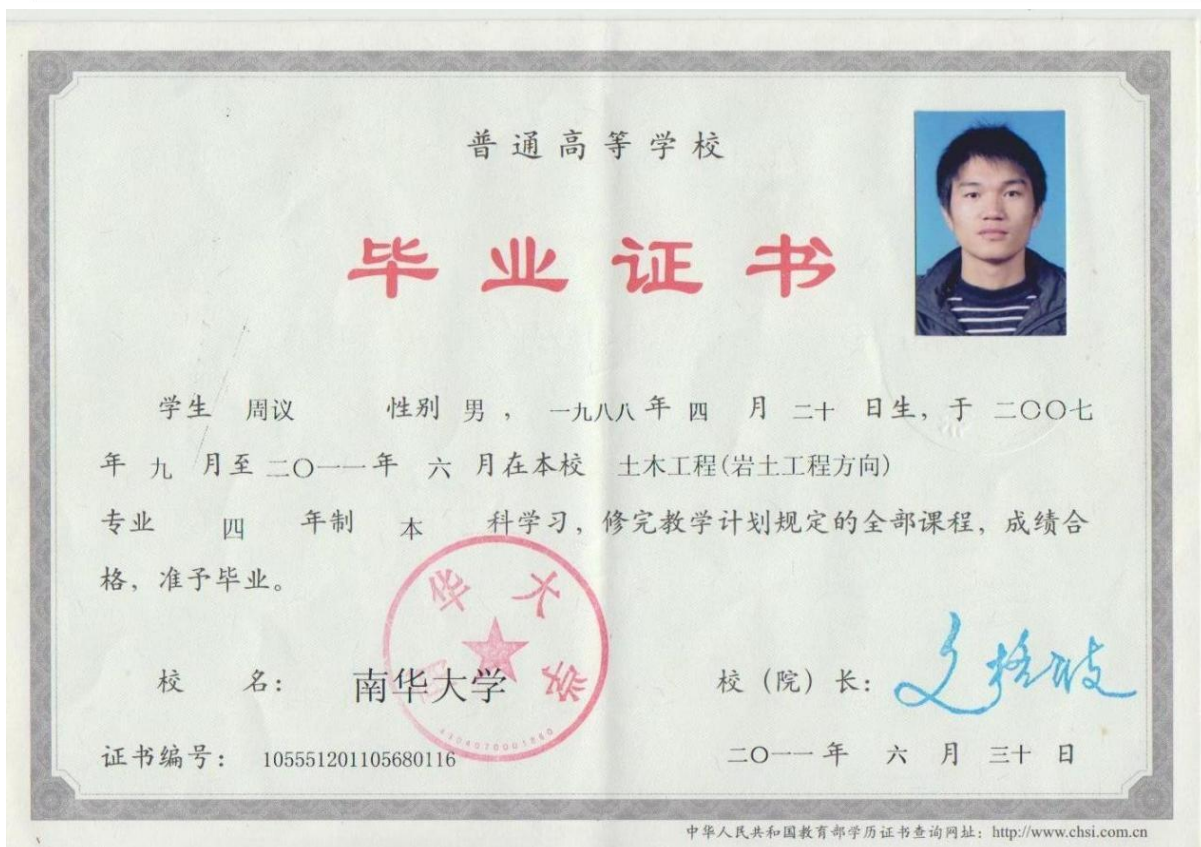 普通高等学校
毕业证书
学生 周议 性别 男 , 一九八八 年 四 月 二十 日生, 于 二〇〇七
年 九 月至 二〇一一 年 六 月在本校 土木工程(岩土工程方向)
专业 四 年制 本 科学习, 修完教学计划规定的全部课程, 成绩合
格, 准予毕业。
南华大学
校 名: 南华大学 校(院)长:
证书编号: 105551201105680116 二〇一一 年 六 月 三十 日
中华人民共和国教育部学历证书查询网址: http://www.chsi.com.cn